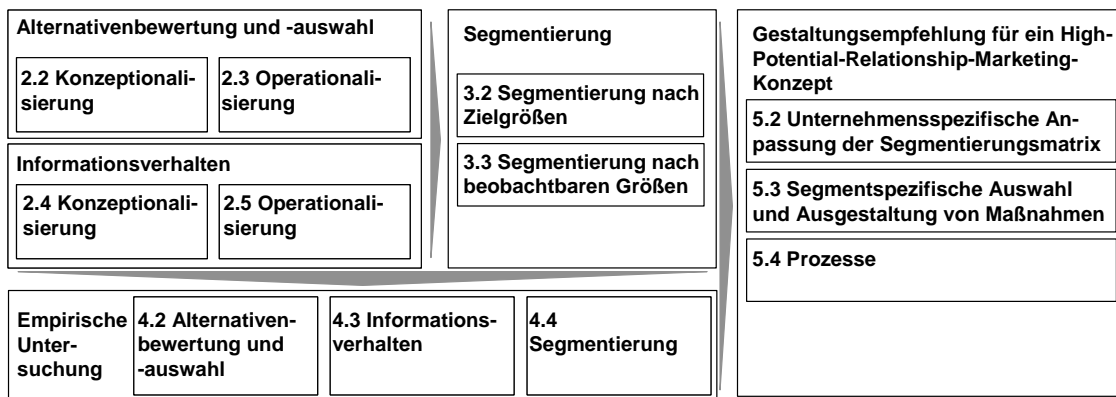 Alternativenbewertung und -auswahl
2.2 Konzeptionali-
sierung
2.3 Operationali-
sierung
Informationsverhalten
2.4 Konzeptionali-
sierung
2.5 Operationali-
sierung
Segmentierung
3.2 Segmentierung nach
Zielgrößen
3.3 Segmentierung nach
beobachtbaren Größen
Empirische
Unter-
suchung
4.2 Alternativen-
bewertung und
-auswahl
4.3 Informations-
verhalten
4.4
Segmentierung
Gestaltungsempfehlung für ein High-
Potential-Relationship-Marketing-
Konzept
5.2 Unternehmensspezifische An-
passung der Segmentierungsmatrix
5.3 Segmentspezifische Auswahl
und Ausgestaltung von Maßnahmen
5.4 Prozesse